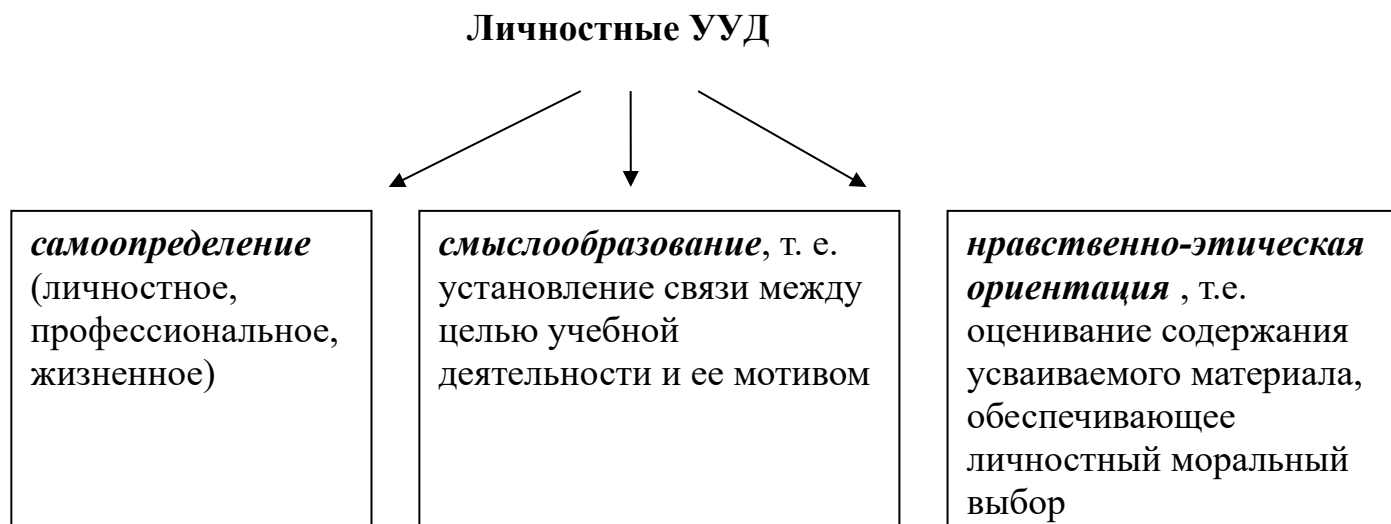 Личностные УУД
самоопределение
(личностное,
профессиональное,
жизненное)
смыслообразование, т. е.
установление связи между
целью учебной
деятельности и ее мотивом
нравственно-этическая
ориентация , т.е.
оценивание содержания
усваиваемого материала,
обеспечивающее
личностный моральный
выбор